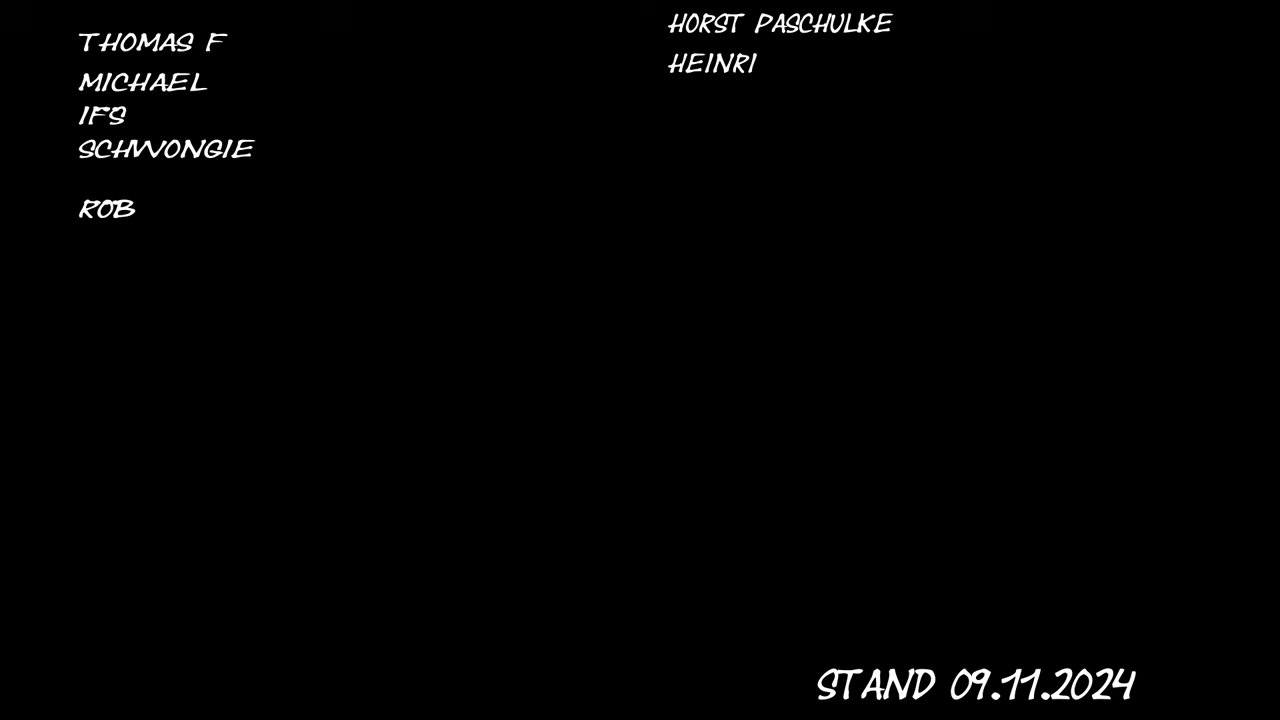 THOMAS F
MICHAEL
IFS
SCHWONGIE
ROB
HORST PASCHULKE
HEINRI
STAND 09.11.2024